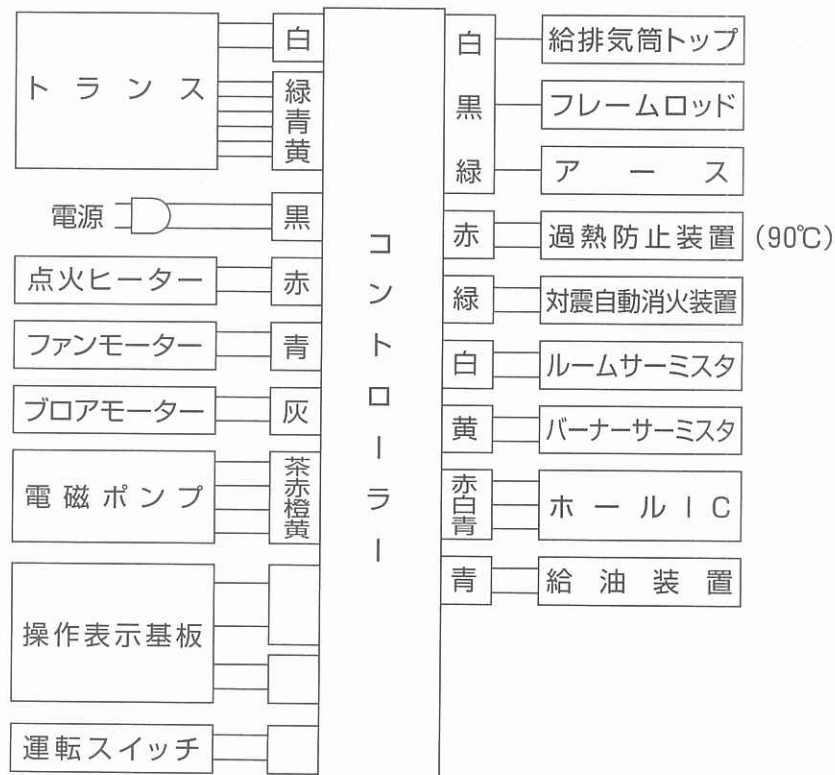 トランス
白
緑
青
黄
電源
黒
点火ヒーター
赤
ファンモーター
青
ブロアモーター
灰
電磁ポンプ
茶
赤
橙
黄
操作表示基板
運転スイッチ
コントローラー
白
給排気筒トップ
黒
フレームロッド
緑
アース
赤
過熱防止装置 (90℃)
緑
対震自動消火装置
白
ルームサーミスタ
黄
バーナーサーミスタ
赤
白
青
ホールIC
青
給油装置